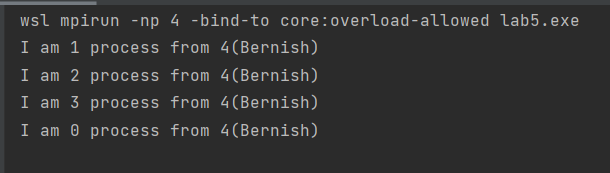 wsl mpirun -np 4 -bind-to core:overload-allowed lab5.exe
I am 1 process from 4(Bernish)
I am 2 process from 4(Bernish)
I am 3 process from 4(Bernish)
I am 0 process from 4(Bernish)